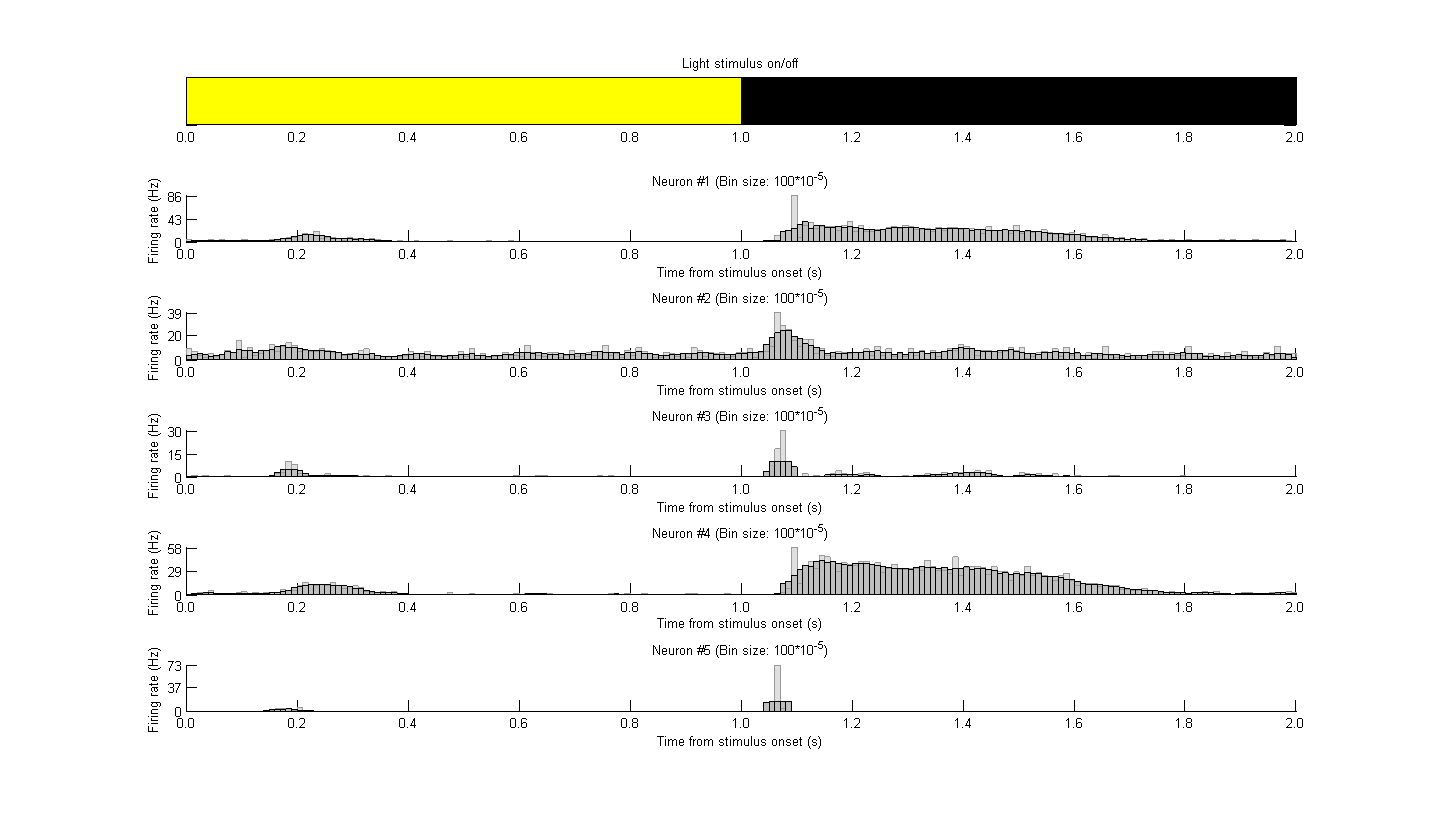 Light stimulus on/off
0.0 0.2 0.4 0.6 0.8 1.0 1.2 1.4 1.6 1.8 2.0
Neuron #1 (Bin size: 100*10-5)
Firing rate (Hz)
86
43
0
0.0 0.2 0.4 0.6 0.8 1.0 1.2 1.4 1.6 1.8 2.0
Time from stimulus onset (s)
Neuron #2 (Bin size: 100*10-5)
Firing rate (Hz)
39
20
0
0.0 0.2 0.4 0.6 0.8 1.0 1.2 1.4 1.6 1.8 2.0
Time from stimulus onset (s)
Neuron #3 (Bin size: 100*10-5)
Firing rate (Hz)
30
15
0
0.0 0.2 0.4 0.6 0.8 1.0 1.2 1.4 1.6 1.8 2.0
Time from stimulus onset (s)
Neuron #4 (Bin size: 100*10-5)
Firing rate (Hz)
58
29
0
0.0 0.2 0.4 0.6 0.8 1.0 1.2 1.4 1.6 1.8 2.0
Time from stimulus onset (s)
Neuron #5 (Bin size: 100*10-5)
Firing rate (Hz)
73
37
0
0.0 0.2 0.4 0.6 0.8 1.0 1.2 1.4 1.6 1.8 2.0
Time from stimulus onset (s)